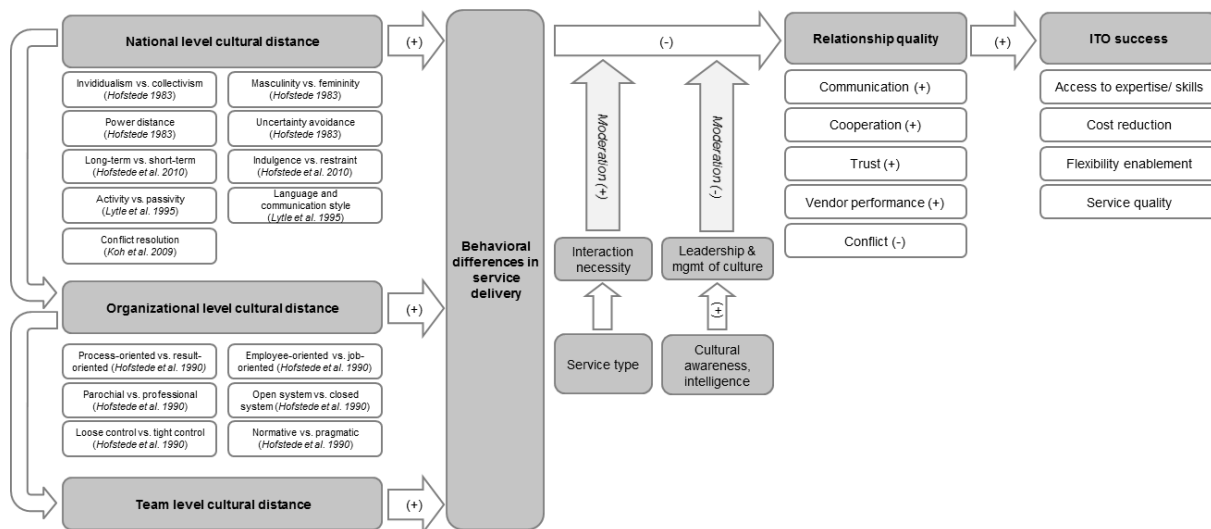 National level cultural distance
(+)
Invididualism vs. collectivism
(Hofstede 1983)
Masculinity vs. femininity
(Hofstede 1983)
Power distance
(Hofstede 1983)
Uncertainty avoidance
(Hofstede 1983)
Long-term vs. short-term
(Hofstede et al. 2010)
Indulgence vs. restraint
(Hofstede et al. 2010)
Activity vs. passivity
(Lytle et al. 1995)
Language and
communication style
(Lytle et al. 1995)
Conflict resolution
(Koh et al. 2009)
Organizational level cultural distance
(+)
Process-oriented vs. result-
oriented (Hofstede et al. 1990)
Employee-oriented vs. job-
oriented (Hofstede et al. 1990)
Parochial vs. professional
(Hofstede et al. 1990)
Open system vs. closed
system (Hofstede et al. 1990)
Loose control vs. tight control
(Hofstede et al. 1990)
Normative vs. pragmatic
(Hofstede et al. 1990)
Team level cultural distance
(+)
Behavioral
differences in
service
delivery
(-)
Moderation (+)
Moderation (-)
Interaction
necessity
Leadership &
mgmt of culture
(+)
Service type
Cultural
awareness,
intelligence
Relationship quality
(+)
Communication (+)
Cooperation (+)
Trust (+)
Vendor performance (+)
Conflict (-)
ITO success
Access to expertise/ skills
Cost reduction
Flexibility enablement
Service quality